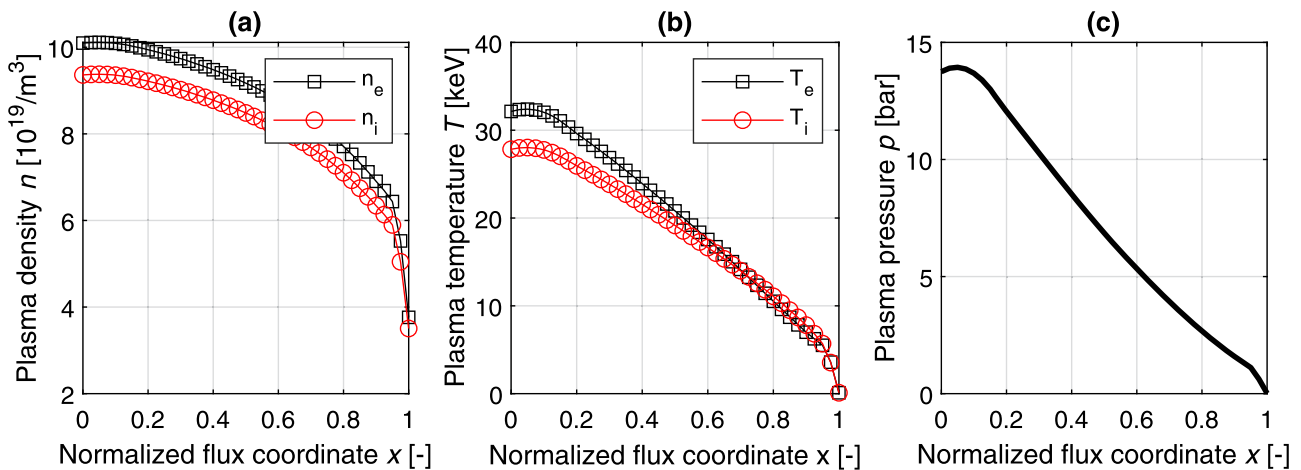 (a)
Plasma density n [10^19/m^3]
10
8
6
4
2
n_e
n_i
0 0.2 0.4 0.6 0.8 1
Normalized flux coordinate x [-]
(b)
Plasma temperature T [keV]
40
30
20
10
0
T_e
T_i
0 0.2 0.4 0.6 0.8 1
Normalized flux coordinate x [-]
(c)
Plasma pressure p [bar]
15
10
5
0
0 0.2 0.4 0.6 0.8 1
Normalized flux coordinate x [-]